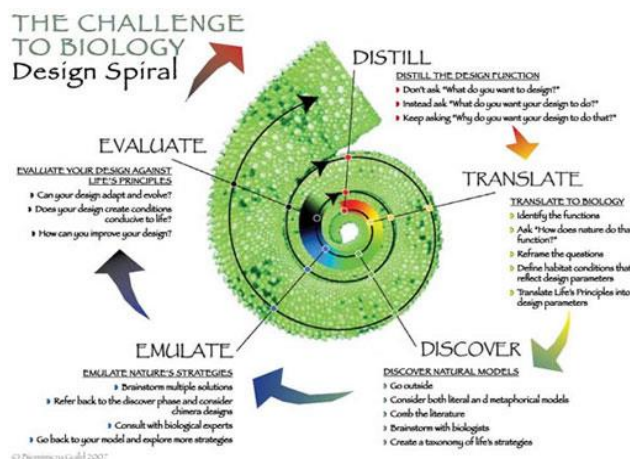 THE CHALLENGE
TO BIOLOGY
Design Spiral
DISTILL
DISTILL THE DESIGN FUNCTION
Don't ask "What do you want to design?"
Instead ask "What do you want your design to do?"
Keep asking "Why do you want your design to do that?"
TRANSLATE
TRANSLATE TO BIOLOGY
Identify the functions
Ask "How does nature do tha
function?"
Reframe the questions
Define habitat conditions that
reflect design parameters
Translate Life's Principles into
design parameters
DISCOVER
DISCOVER NATURAL MODELS
Go outside
Consider both literal an d metaphorical models
Comb the literature
Brainstorm with biologists
Create a taxonomy of life's strategies
EMULATE
EMULATE NATURE'S STRATEGIES
Brainstorm multiple solutions
Refer back to the discover phase and consider
chimera designs
Consult with biological experts
Go back to your model and explore more strategies
EVALUATE
EVALUATE YOUR DESIGN AGAINST
LIFE'S PRINCIPLES
Can your design adapt and evolve?
Does your design create conditions
conducive to life?
How can you improve your design?
Guild 2007